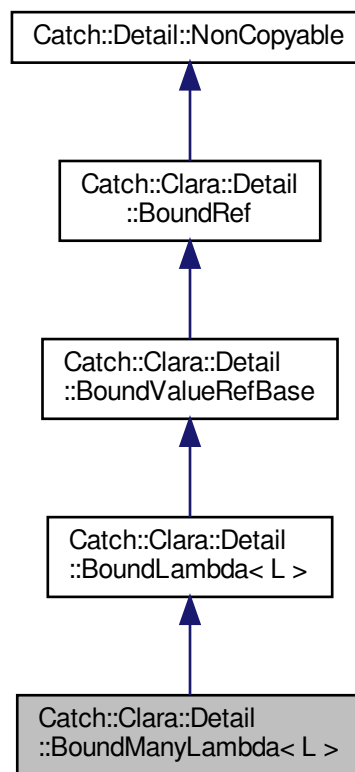 Catch::Detail::NonCopyable
Catch::Clara::Detail
::BoundRef
Catch::Clara::Detail
::BoundValueRefBase
Catch::Clara::Detail
::BoundLambda< L >
Catch::Clara::Detail
::BoundManyLambda< L >